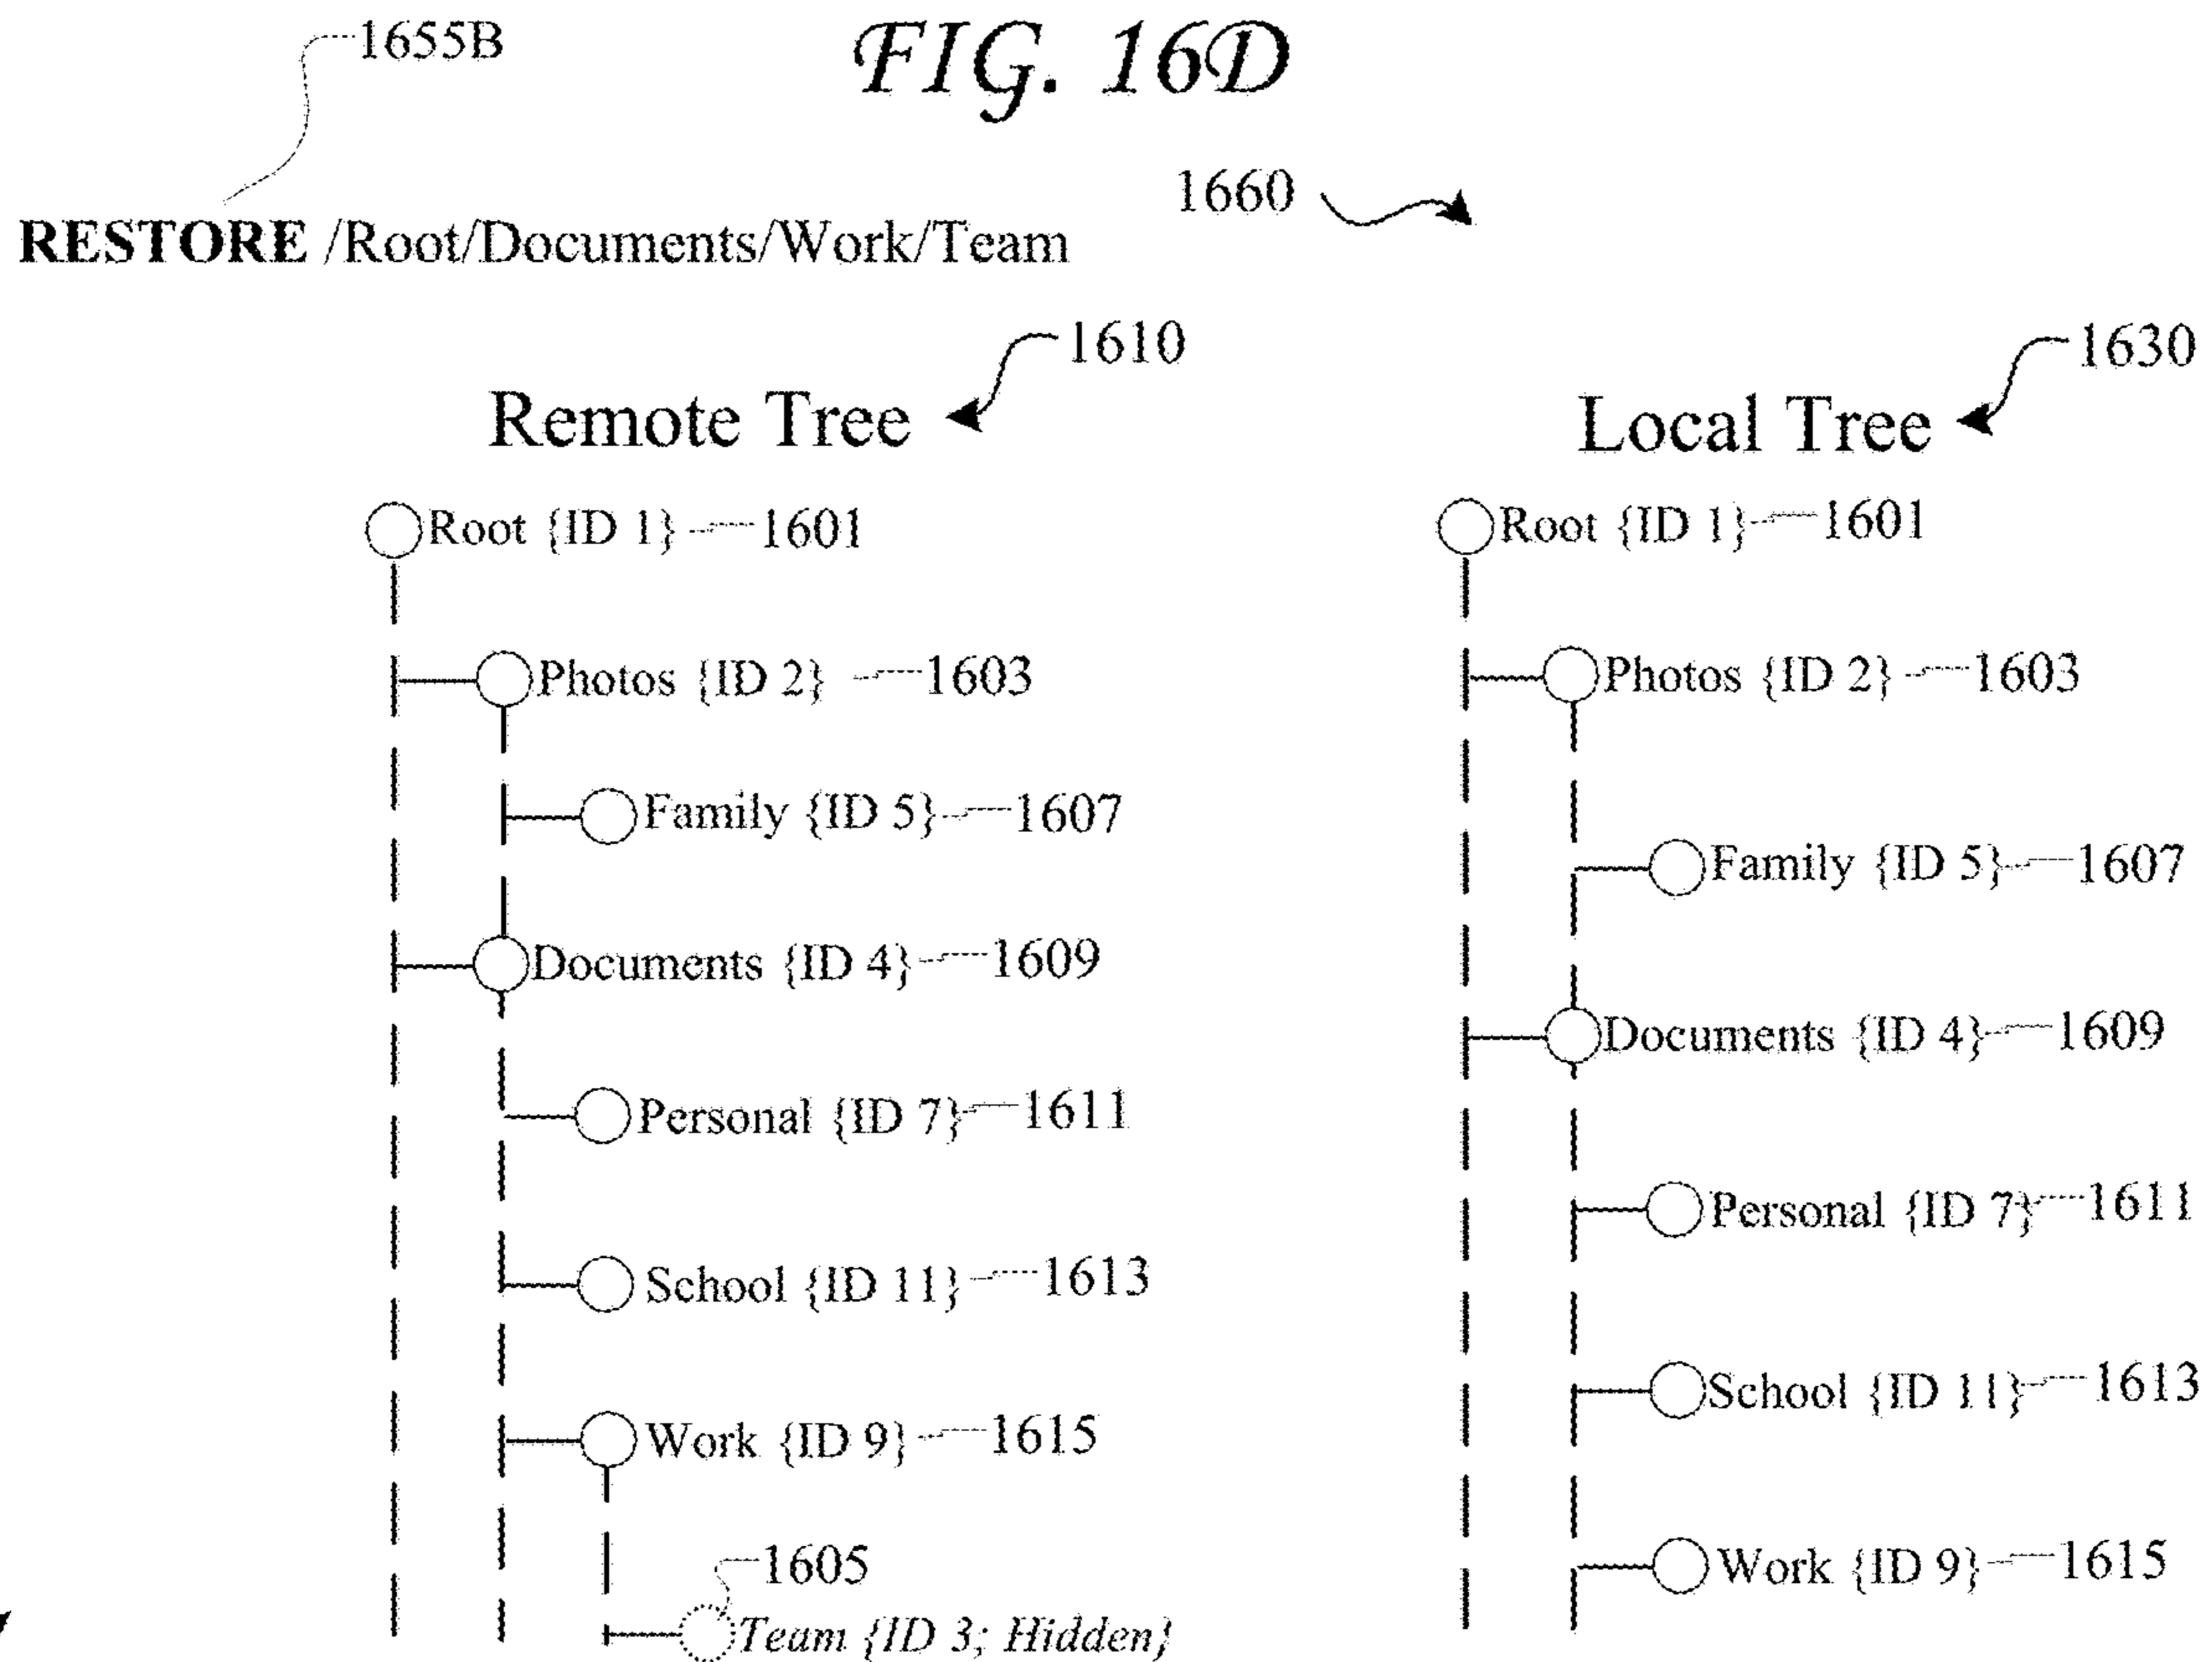 1655B
FIG. 16D
1660
RESTORE /Root/Documents/Work/Team
1610
1630
Remote Tree
Local Tree
Root {ID 1} 1601
Photos {ID 2} 1603
Family {ID 5} 1607
Documents {ID 4} 1609
Personal {ID 7} 1611
School {ID 11} 1613
Work {ID 9} 1615
1605
Team {ID 3; Hidden}
Root {ID 1} 1601
Photos {ID 2} 1603
Family {ID 5} 1607
Documents {ID 4} 1609
Personal {ID 7} 1611
School {ID 11} 1613
Work {ID 9} 1615